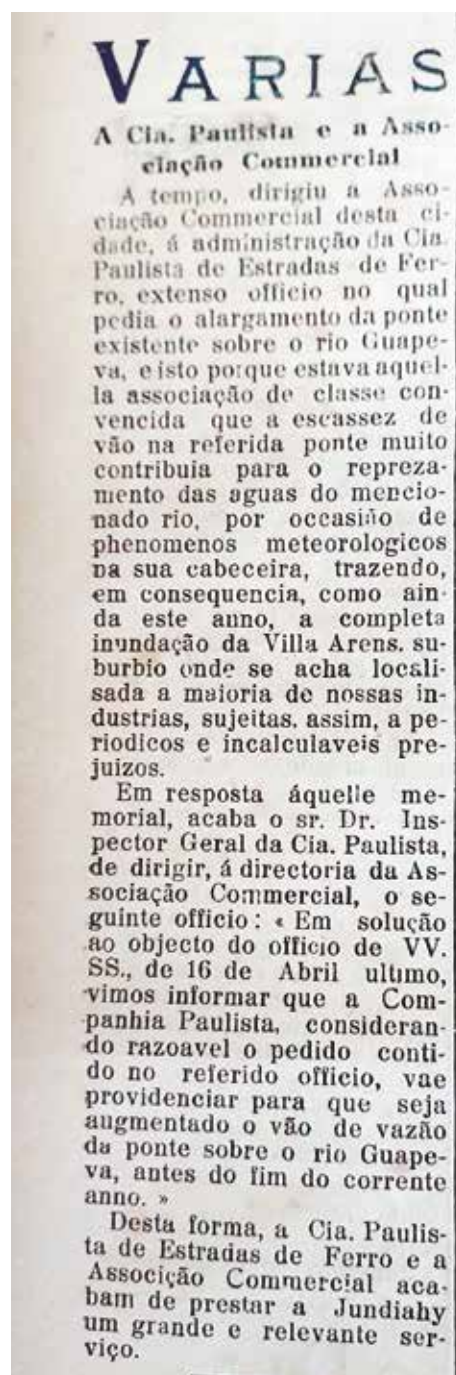 VARIAS
A Cia. Paulista e a Asso-
ciação Commercial
A tempo, dirigiu a Asso-
ciação Commercial desta ci-
dade, á administração da Cia.
Paulista de Estradas de Fer-
ro, extenso officio no qual
pedia o alargamento da ponte
existente sobre o rio Guape-
va, e isto porque estava aquel-
la associação de classe con-
vencida que a escassez de
vão na referida ponte muito
contribuia para o repreza-
mento das aguas do mencio-
nado rio, por occasião de
phenomenos meteorologicos
na sua cabeceira, trazendo,
em consequencia, como ain-
da este anno, a completa
inundação da Villa Arens. su-
burbio onde se acha locali-
sada a maioria de nossas in-
dustrias, sujeitas. assim, a pe-
riodicos e incalculaveis pre-
juizos.
Em resposta áquelle me-
morial, acaba o sr. Dr. Ins-
pector Geral da Cia. Paulista,
de dirigir, á directoria da As-
sociação Commercial, o se-
guinte officio: « Em solução
ao objecto do officio de VV.
SS., de 16 de Abril ultimo,
vimos informar que a Com-
panhia Paulista, consideran-
do razoavel o pedido conti-
do no referido officio, vae
providenciar para que seja
augmentado o vão de vazão
da ponte sobre o rio Guape-
va, antes do fim do corrente
anno. »
Desta forma, a Cia. Paulis-
ta de Estradas de Ferro e a
Associção Commercial aca-
bam de prestar a Jundiahy
um grande e relevante ser-
viço.